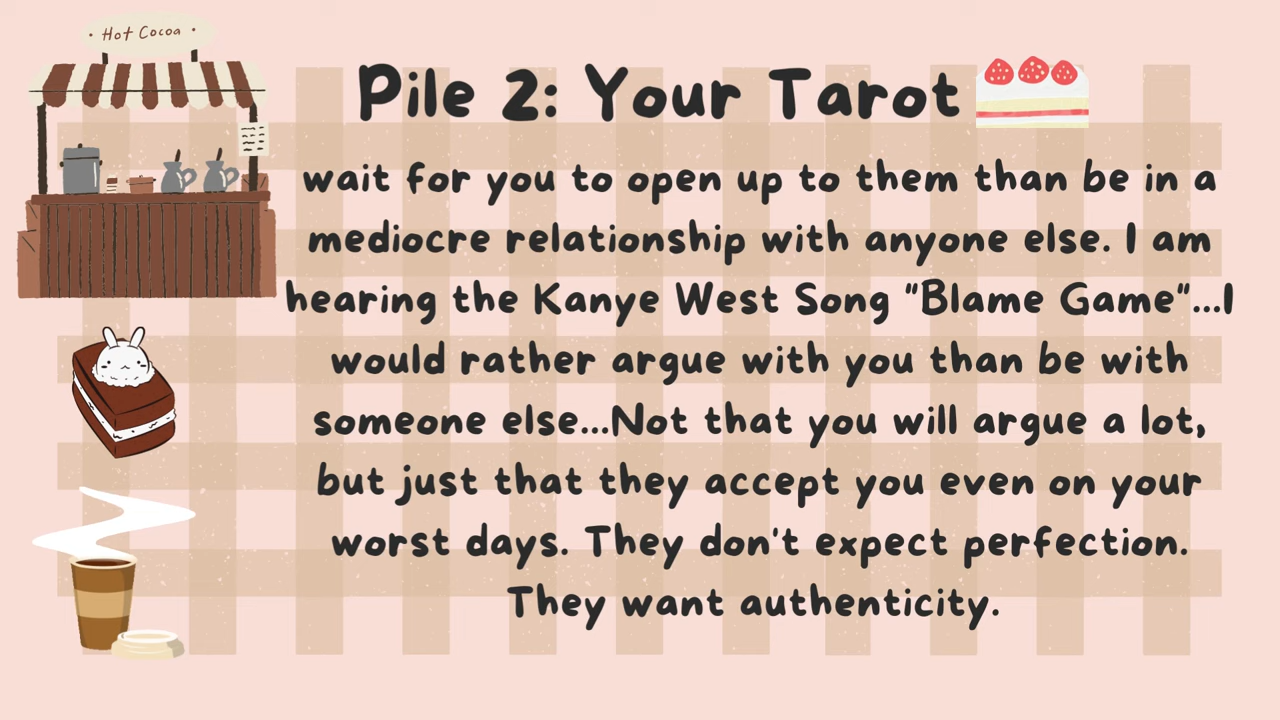 • Hot Cocoa •
Pile 2: Your Tarot
wait for you to open up to them than be in a
mediocre relationship with anyone else. I am
hearing the Kanye West Song "Blame Game"...I
would rather argue with you than be with
someone else...Not that you will argue a lot,
but just that they accept you even on your
worst days. They don't expect perfection.
They want authenticity.